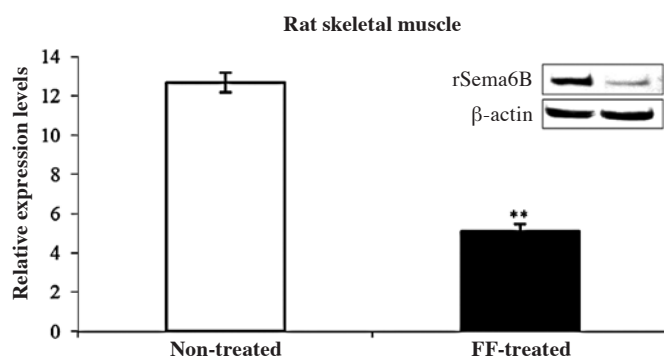 Rat skeletal muscle
Relative expression levels
14
12
10
8
6
4
2
0
rSema6B
β-actin
**
Non-treated
FF-treated